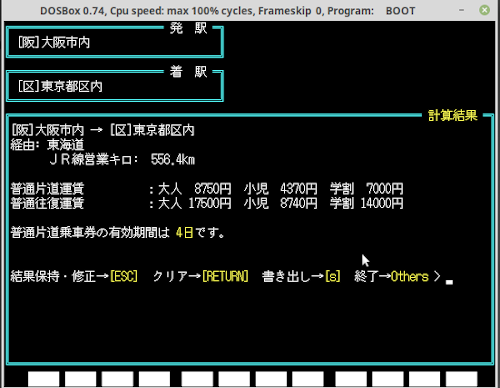 DOSBox 0.74, Cpu speed: max 100% cycles, Frameskip 0, Program: BOOT
発 駅
[阪]大阪市内
着 駅
[区]東京都区内
計算結果
[阪]大阪市内 → [区]東京都区内
経由: 東海道
JR線営業キロ: 556.4km
普通片道運賃 :大人 8750円 小児 4370円 学割 7000円
普通往復運賃 :大人 17500円 小児 8740円 学割 14000円
普通片道乗車券の有効期間は 4日です。
結果保持・修正→[ESC] クリア→[RETURN] 書き出し→[s] 終了→Others >